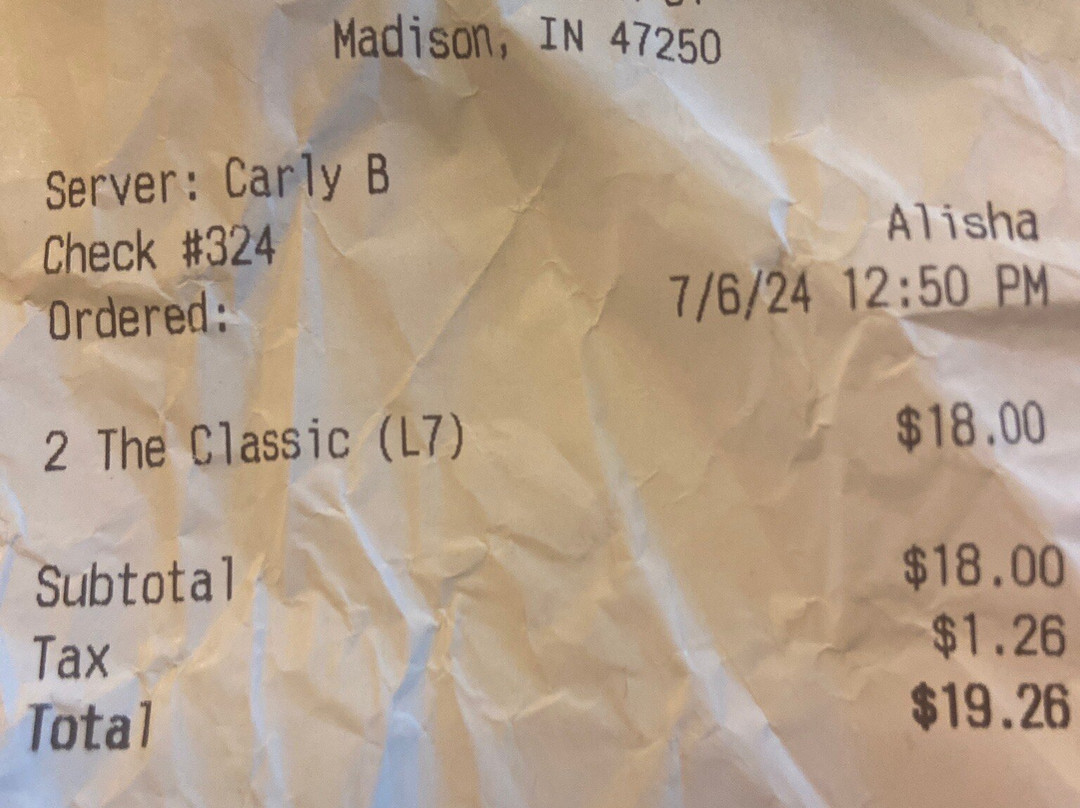 Madison, IN 47250
Server: Carly B
Check #324 Alisha
Ordered: 7/6/24 12:50 PM
2 The Classic (L7) $18.00
Subtotal $18.00
Tax $1.26
Total $19.26